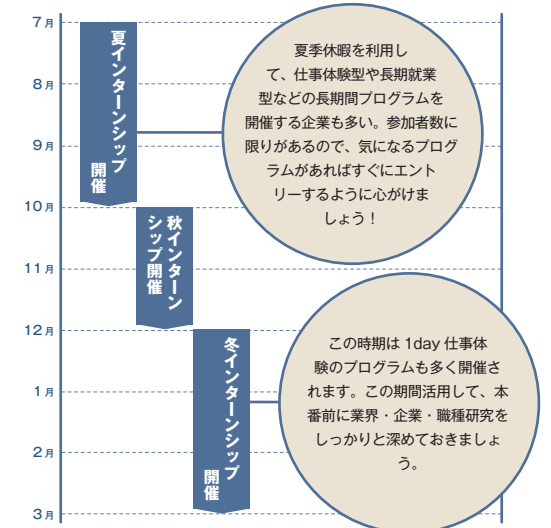 7月
8月
9月
10月
11月
12月
1月
2月
3月
夏インターンシップ
開催
秋インターン
シップ開催
冬インターンシップ
開催
夏季休暇を利用し
て、仕事体験型や長期就業
型などの長期間プログラムを
開催する企業も多い。参加者数に
限りがあるので、気になるプログ
ラムがあればすぐにエント
リーするように心がけま
しょう！
この時期は 1day 仕事体
験のプログラムも多く開催さ
れます。この期間活用して、本
番前に業界・企業・職種研究を
しっかりと深めておきましょ
う。